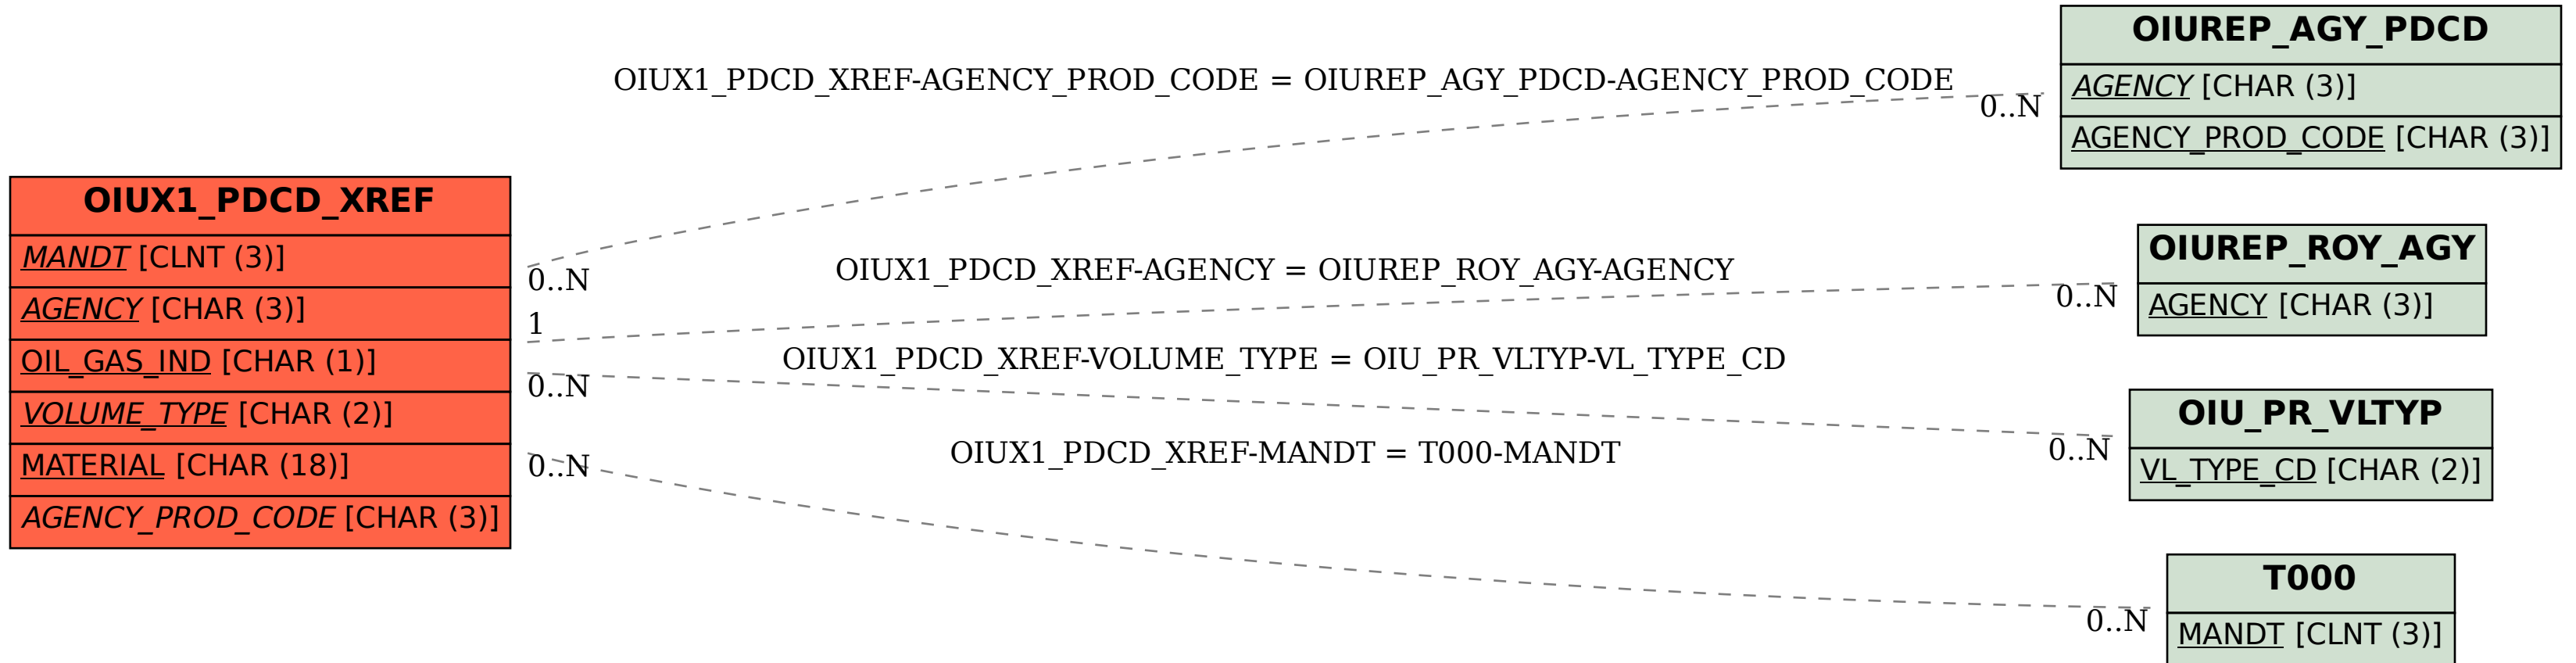 OIUX1_PDCD_XREF
MANDT [CLNT (3)]
AGENCY [CHAR (3)]
OIL_GAS_IND [CHAR (1)]
VOLUME_TYPE [CHAR (2)]
MATERIAL [CHAR (18)]
AGENCY_PROD_CODE [CHAR (3)]
OIUX1_PDCD_XREF-AGENCY_PROD_CODE = OIUREP_AGY_PDCD-AGENCY_PROD_CODE
0..N
0..N
OIUX1_PDCD_XREF-AGENCY = OIUREP_ROY_AGY-AGENCY
1
0..N
OIUX1_PDCD_XREF-VOLUME_TYPE = OIU_PR_VLTYP-VL_TYPE_CD
0..N
0..N
OIUX1_PDCD_XREF-MANDT = T000-MANDT
0..N
0..N
OIUREP_AGY_PDCD
AGENCY [CHAR (3)]
AGENCY_PROD_CODE [CHAR (3)]
OIUREP_ROY_AGY
AGENCY [CHAR (3)]
OIU_PR_VLTYP
VL_TYPE_CD [CHAR (2)]
T000
MANDT [CLNT (3)]